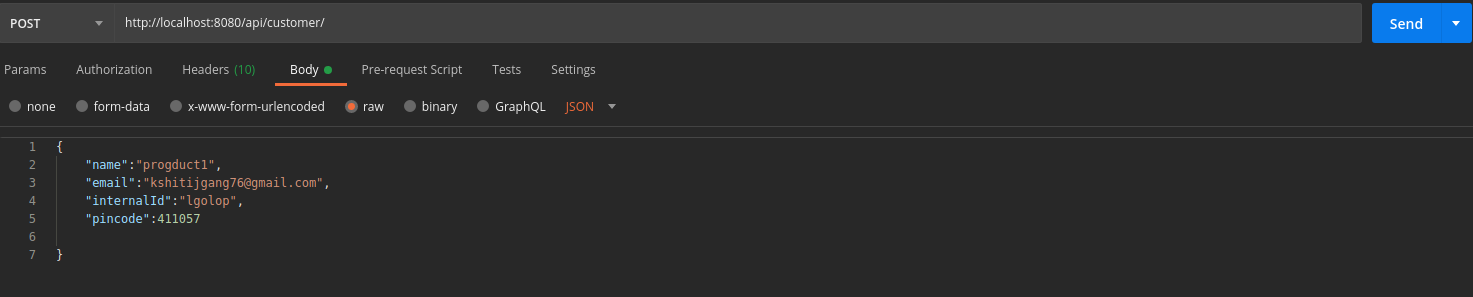 POST http://localhost:8080/api/customer/ Send
Params Authorization Headers (10) Body Pre-request Script Tests Settings
none form-data x-www-form-urlencoded raw binary GraphQL JSON
1 {
2 "name":"progduct1",
3 "email":"kshitijgang76@gmail.com",
4 "internalId":"lgolop",
5 "pincode":411057
6
7 }